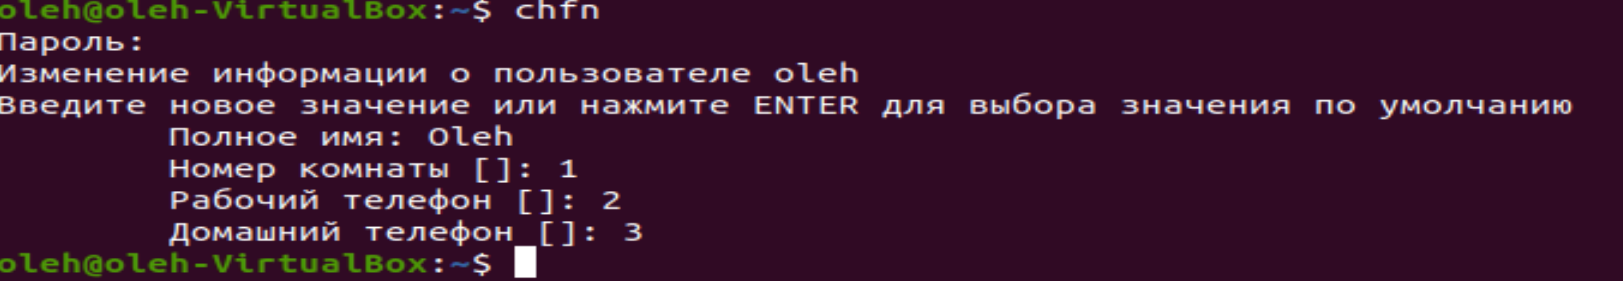 oleh@oleh-VirtualBox:~$ chfn
Пароль:
Изменение информации о пользователе oleh
Введите новое значение или нажмите ENTER для выбора значения по умолчанию
Полное имя: Oleh
Номер комнаты []: 1
Рабочий телефон []: 2
Домашний телефон []: 3
oleh@oleh-VirtualBox:~$